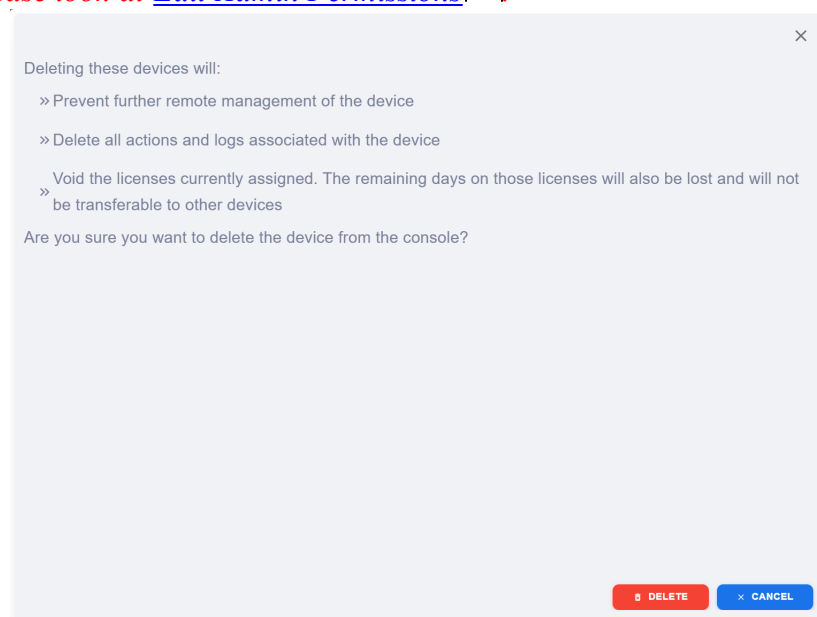 look at
Deleting these devices will:
» Prevent further remote management of the device
» Delete all actions and logs associated with the device
» Void the licenses currently assigned. The remaining days on those licenses will also be lost and will not
be transferable to other devices
Are you sure you want to delete the device from the console?
DELETE
× CANCEL